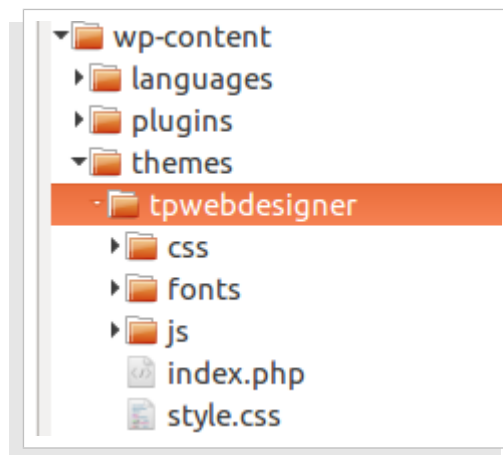 wp-content
languages
plugins
themes
tpwebdesigner
css
fonts
js
index.php
style.css